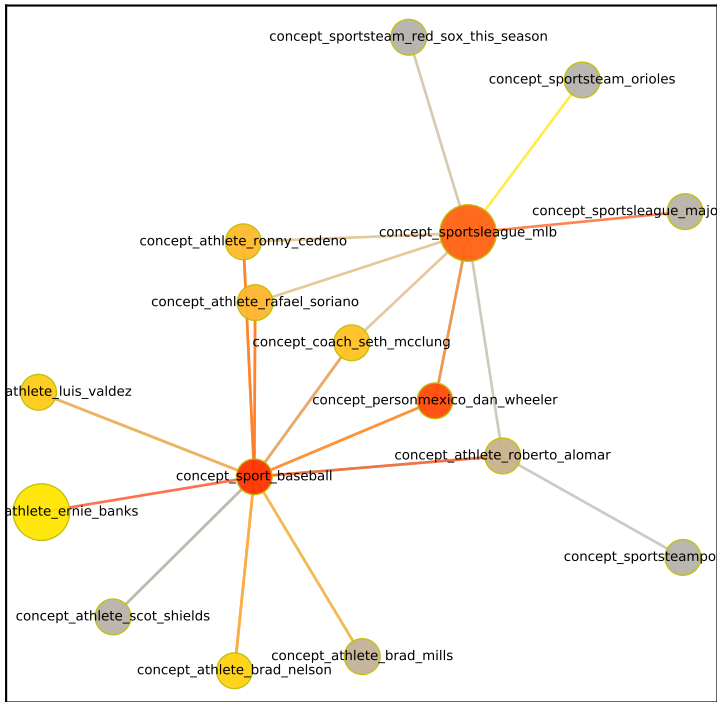 concept_sportsteam_red_sox_this_season
concept_sportsteam_orioles
concept_sportsleague_majo
concept_sportsleague_mlb
concept_athlete_ronny_cedeno
concept_athlete_rafael_soriano
concept_coach_seth_mcclung
athlete_luis_valdez
concept_personmexico_dan_wheeler
concept_athlete_roberto_alomar
concept_sport_baseball
athlete_ernie_banks
concept_sportsteampo
concept_athlete_scot_shields
concept_athlete_brad_mills
concept_athlete_brad_nelson